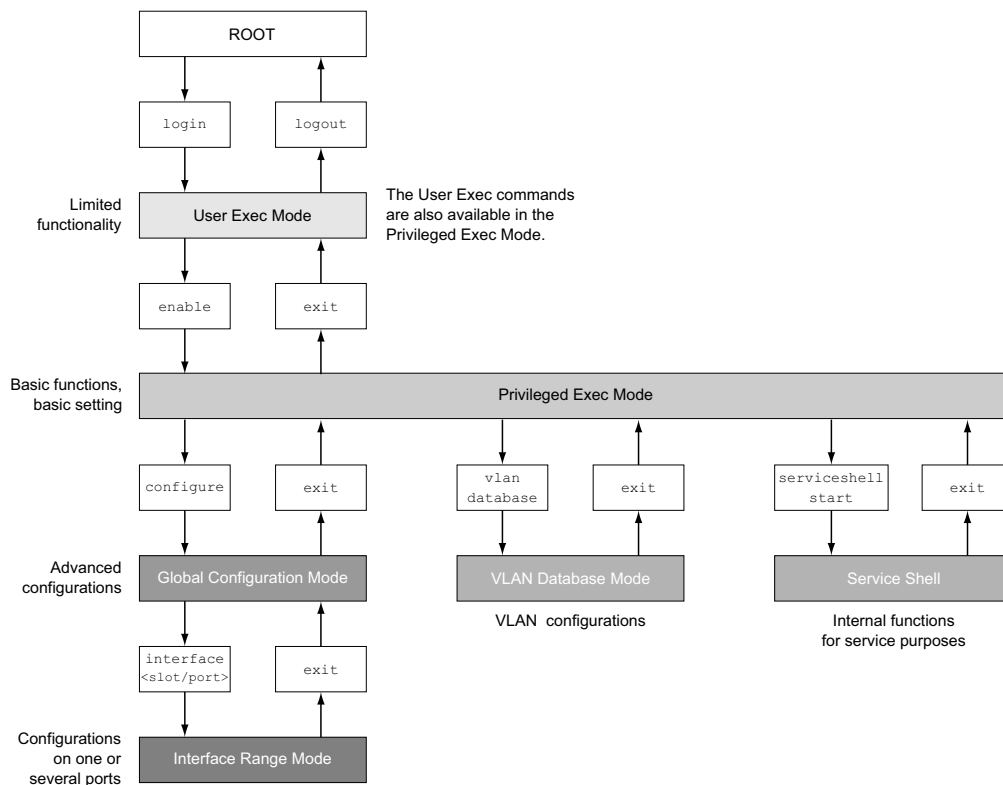 ROOT
login
logout
Limited
functionality
User Exec Mode
The User Exec commands
are also available in the
Privileged Exec Mode.
enable
exit
Basic functions,
basic setting
Privileged Exec Mode
configure
exit
vlan
database
exit
serviceshell
start
exit
Advanced
configurations
Global Configuration Mode
VLAN Database Mode
Service Shell
VLAN configurations
Internal functions
for service purposes
interface
<slot/port>
exit
Configurations
on one or
several ports
Interface Range Mode